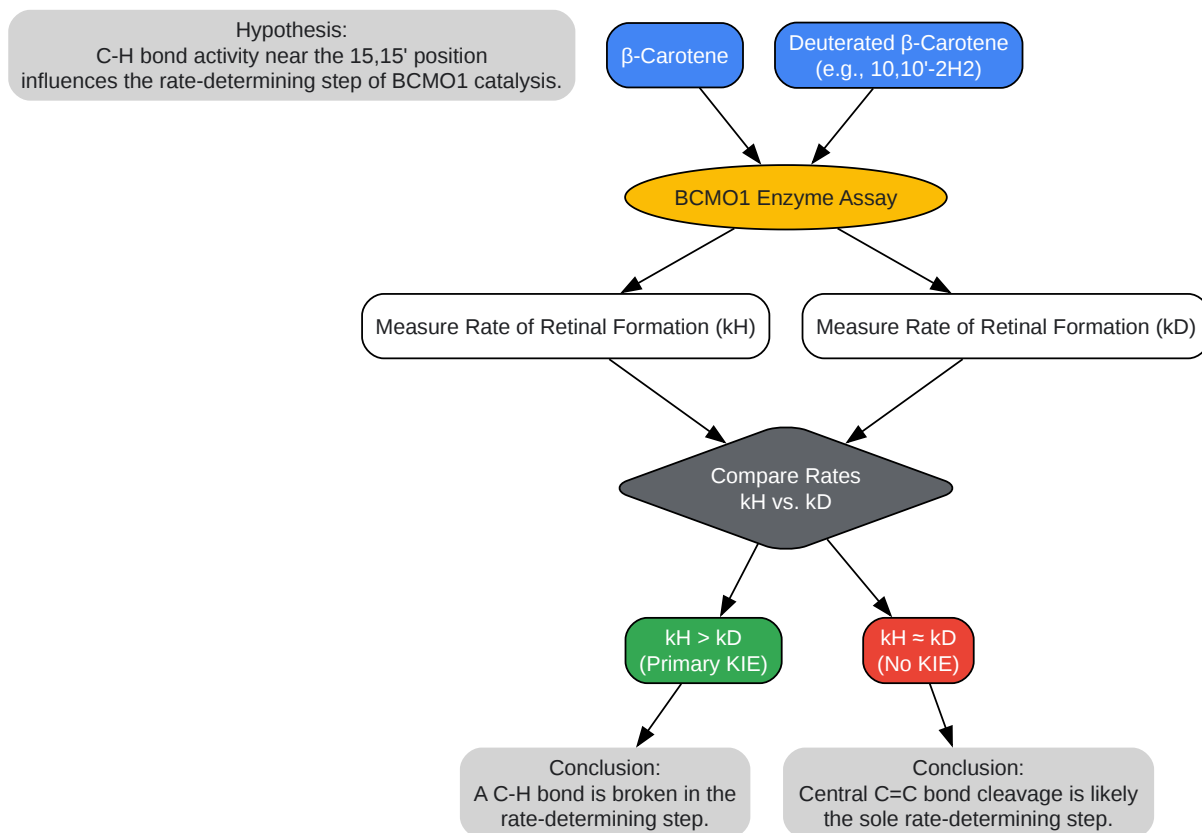 Hypothesis:
C-H bond activity near the 15,15' position
influences the rate-determining step of BCMO1 catalysis.
β-Carotene
Deuterated β-Carotene
(e.g., 10,10'-2H2)
BCMO1 Enzyme Assay
Measure Rate of Retinal Formation (kH)
Measure Rate of Retinal Formation (kD)
Compare Rates
kH vs. kD
kH > kD
(Primary KIE)
kH ≈ kD
(No KIE)
Conclusion:
A C-H bond is broken in the
rate-determining step.
Conclusion:
Central C=C bond cleavage is likely
the sole rate-determining step.